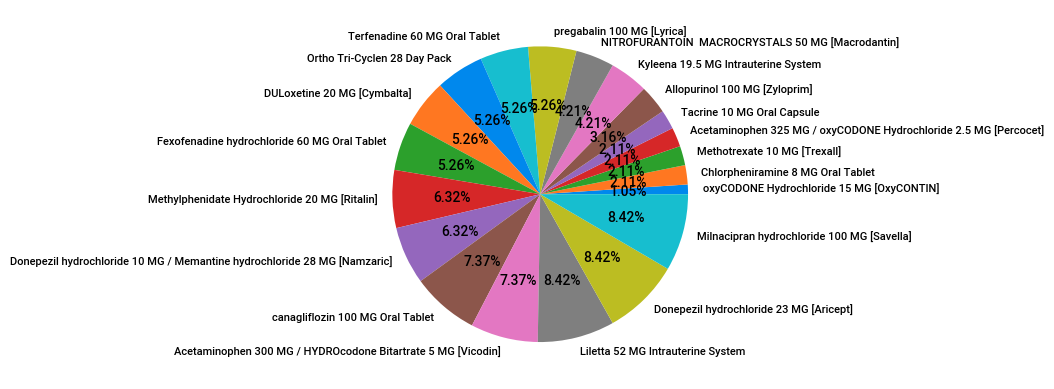 pregabalin 100 MG [Lyrica]
Terfenadine 60 MG Oral Tablet
NITROFURANTOIN  MACROCRYSTALS 50 MG [Macrodantin]
Ortho Tri-Cyclen 28 Day Pack
Kyleena 19.5 MG Intrauterine System
Allopurinol 100 MG [Zyloprim]
DULoxetine 20 MG [Cymbalta]
5.26%
5.26%
4.21%
Tacrine 10 MG Oral Capsule
5.26%
4.21%
Acetaminophen 325 MG / oxyCODONE Hydrochloride 2.5 MG [Percocet]
3.16%
Fexofenadine hydrochloride 60 MG Oral Tablet
5.26%
2.11%
Methotrexate 10 MG [Trexall]
2.11%
5.26%
2.11%
Chlorpheniramine 8 MG Oral Tablet
2.11%
oxyCODONE Hydrochloride 15 MG [OxyCONTIN]
1.05%
Methylphenidate Hydrochloride 20 MG [Ritalin]
6.32%
8.42%
6.32%
Milnacipran hydrochloride 100 MG [Savella]
Donepezil hydrochloride 10 MG / Memantine hydrochloride 28 MG [Namzaric]
7.37%
8.42%
7.37%
8.42%
Donepezil hydrochloride 23 MG [Aricept]
canagliflozin 100 MG Oral Tablet
Acetaminophen 300 MG / HYDROcodone Bitartrate 5 MG [Vicodin]
Liletta 52 MG Intrauterine System